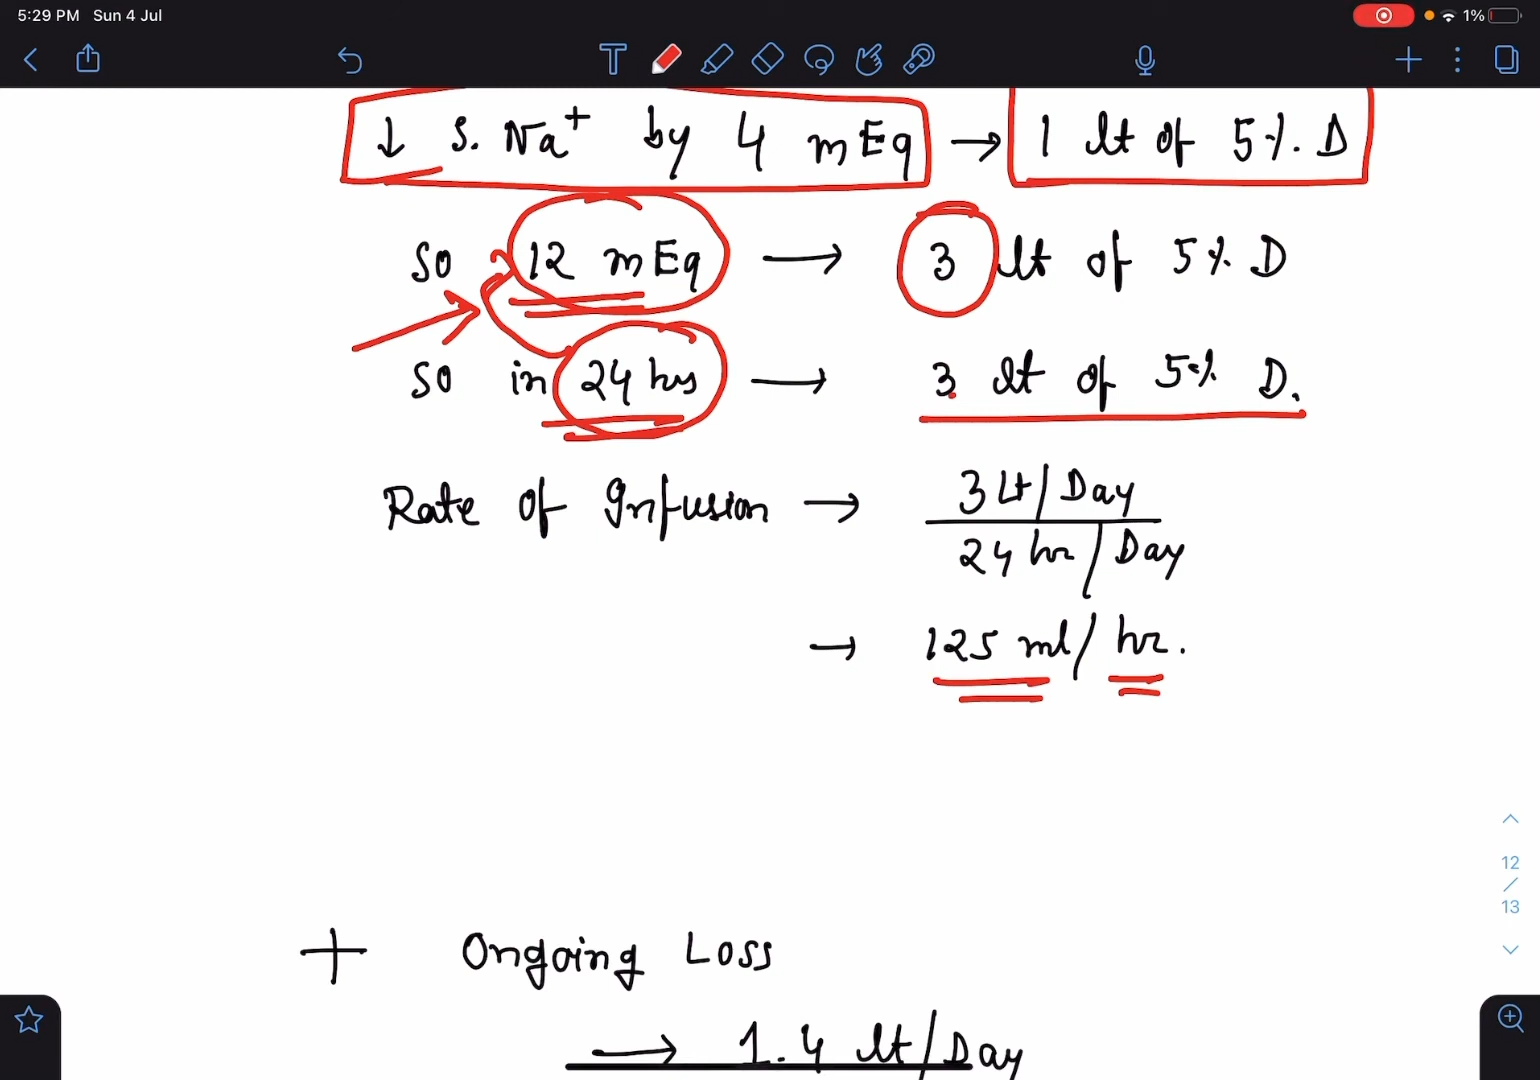 5:29 PM Sun 4 Jul
1%
T
↓ S. Na+ by 4 mEq → 1 lt of 5%. D
So 12 mEq → 3 lt of 5% D
So in 24 hrs → 3 lt of 5% D.
Rate of Infusion → 3 Lt/Day
24 hr/Day
→ 125 ml/hr.
12
/
13
+ Ongoing Loss
→ 1.4 lt/Day